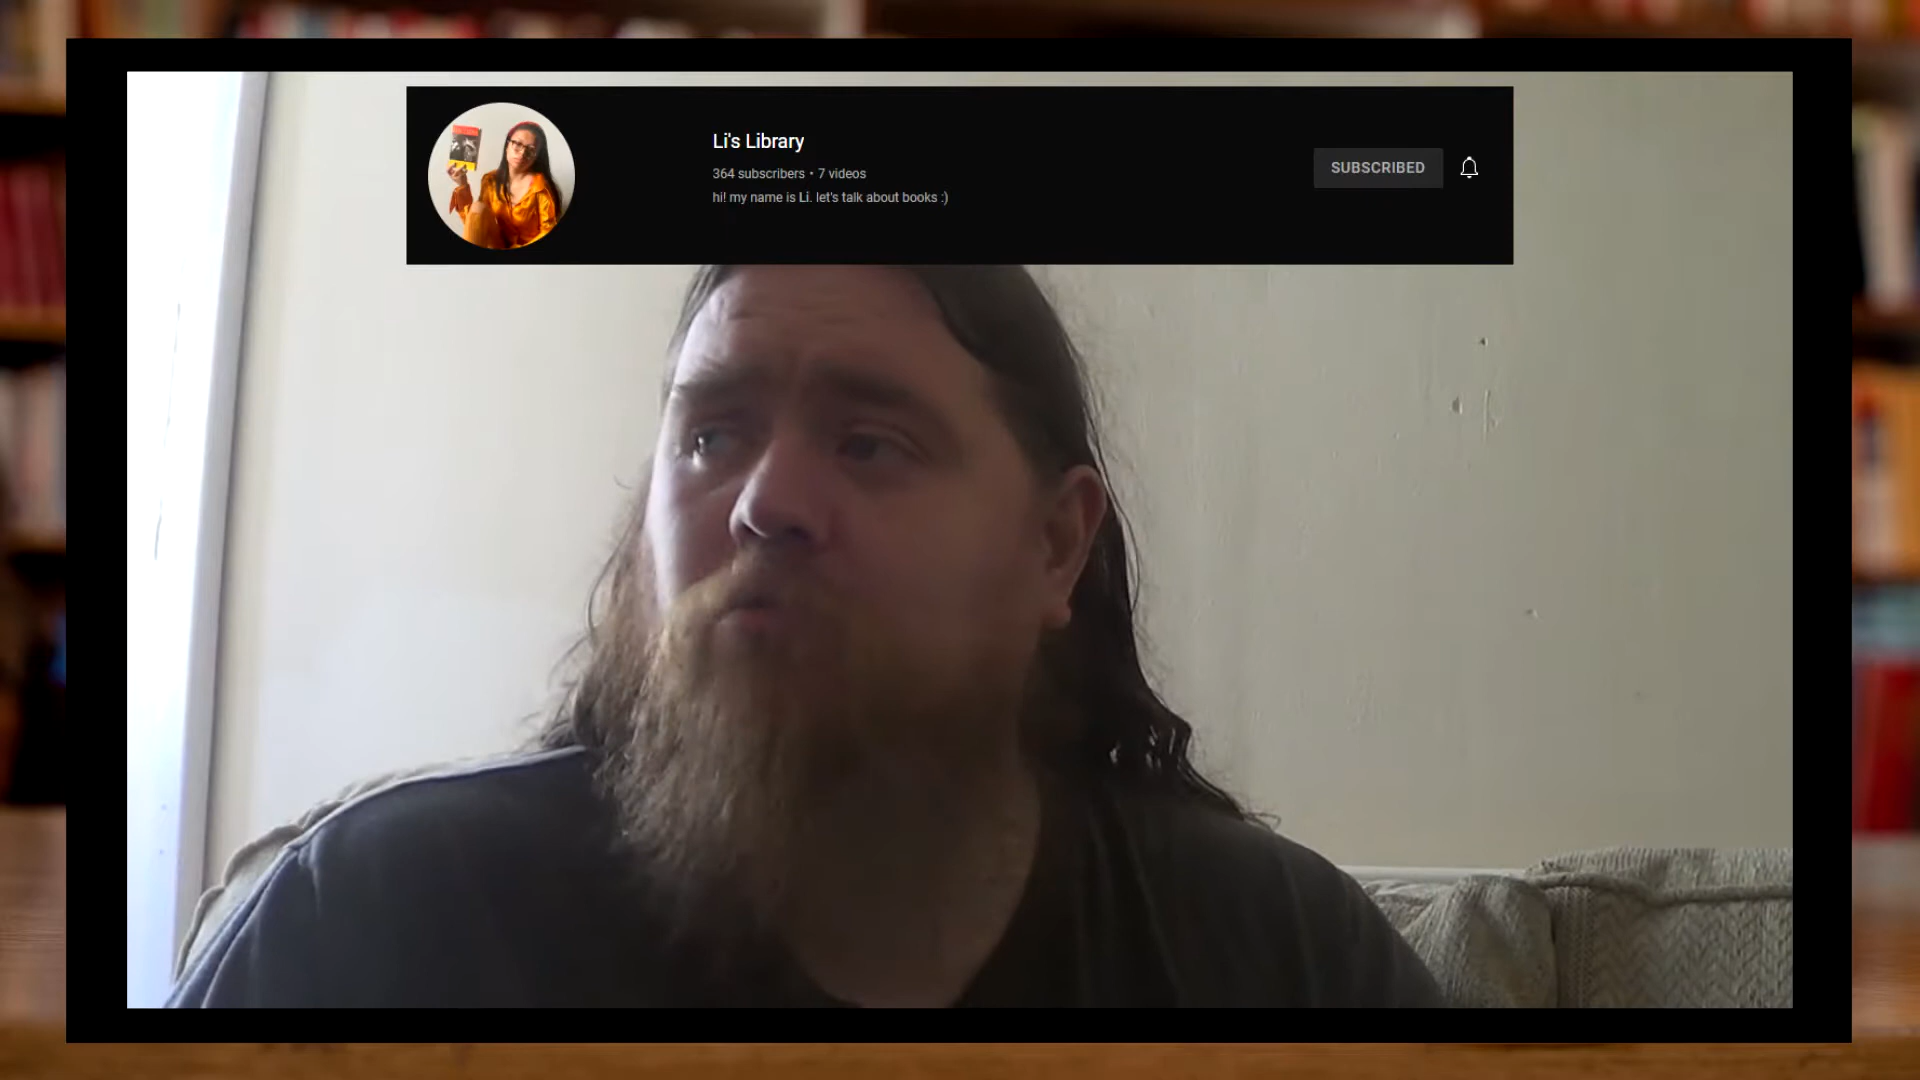 Li's Library
364 subscribers • 7 videos
hi! my name is Li. let's talk about books :)
SUBSCRIBED